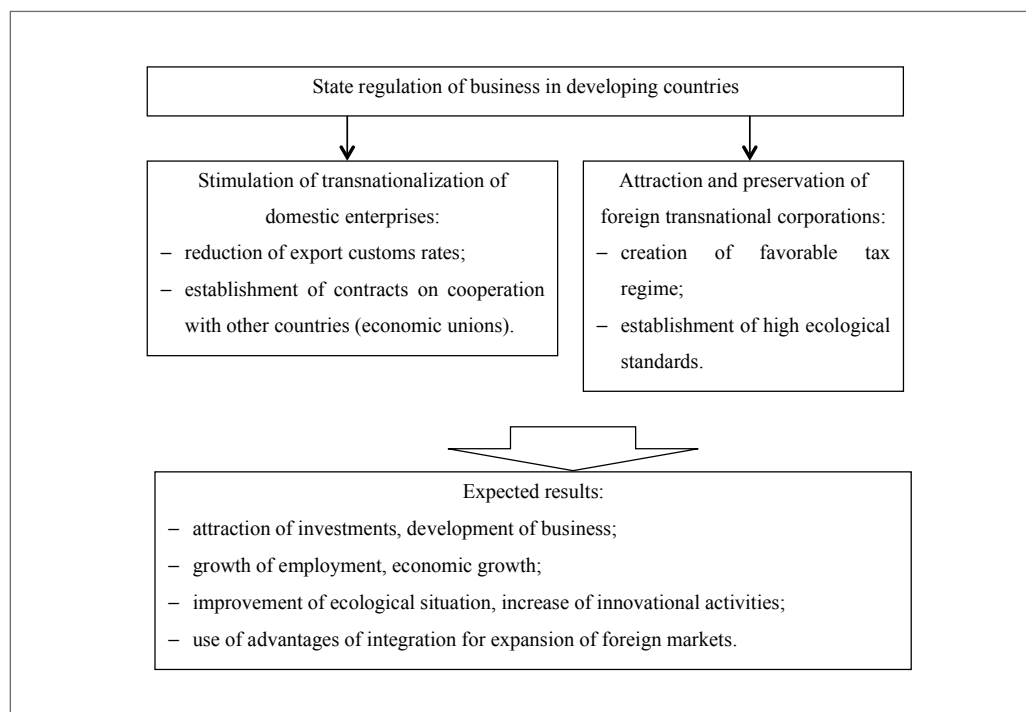 State regulation of business in developing countries
Stimulation of transnationalization of
domestic enterprises:
− reduction of export customs rates;
− establishment of contracts on cooperation
with other countries (economic unions).
Attraction and preservation of
foreign transnational corporations:
− creation of favorable tax
regime;
− establishment of high ecological
standards.
Expected results:
− attraction of investments, development of business;
− growth of employment, economic growth;
− improvement of ecological situation, increase of innovational activities;
− use of advantages of integration for expansion of foreign markets.